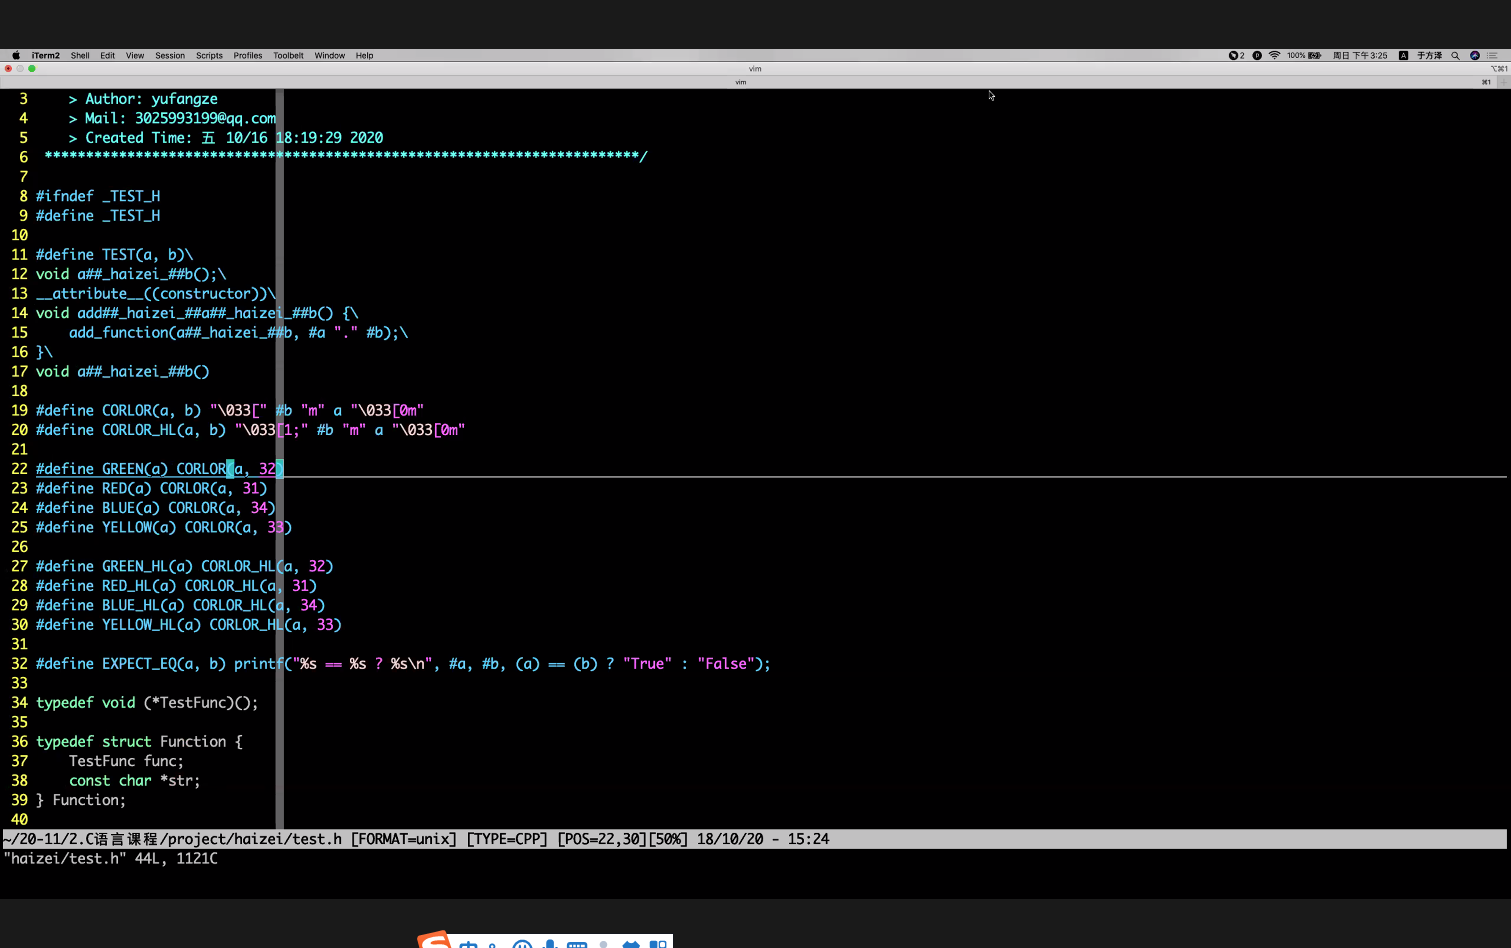 iTerm2 Shell Edit View Session Scripts Profiles Toolbelt Window Help 2 100% 周日 下午3:25 A 于方泽
vim ⌥⌘1
vim ⌘1
3 > Author: yufangze
4 > Mail: 3025993199@qq.com
5 > Created Time: 五 10/16 18:19:29 2020
6 ************************************************************************/
7
8 #ifndef _TEST_H
9 #define _TEST_H
10
11 #define TEST(a, b)\
12 void a##_haizei_##b();\
13 __attribute__((constructor))\
14 void add##_haizei_##a##_haizei_##b() {\
15 add_function(a##_haizei_##b, #a "." #b);\
16 }\
17 void a##_haizei_##b()
18
19 #define CORLOR(a, b) "\033[" #b "m" a "\033[0m"
20 #define CORLOR_HL(a, b) "\033[1;" #b "m" a "\033[0m"
21
22 #define GREEN(a) CORLOR(a, 32)
23 #define RED(a) CORLOR(a, 31)
24 #define BLUE(a) CORLOR(a, 34)
25 #define YELLOW(a) CORLOR(a, 33)
26
27 #define GREEN_HL(a) CORLOR_HL(a, 32)
28 #define RED_HL(a) CORLOR_HL(a, 31)
29 #define BLUE_HL(a) CORLOR_HL(a, 34)
30 #define YELLOW_HL(a) CORLOR_HL(a, 33)
31
32 #define EXPECT_EQ(a, b) printf("%s == %s ? %s\n", #a, #b, (a) == (b) ? "True" : "False");
33
34 typedef void (*TestFunc)();
35
36 typedef struct Function {
37 TestFunc func;
38 const char *str;
39 } Function;
40
~/20-11/2.C语言课程/project/haizei/test.h [FORMAT=unix] [TYPE=CPP] [POS=22,30][50%] 18/10/20 - 15:24
"haizei/test.h" 44L, 1121C